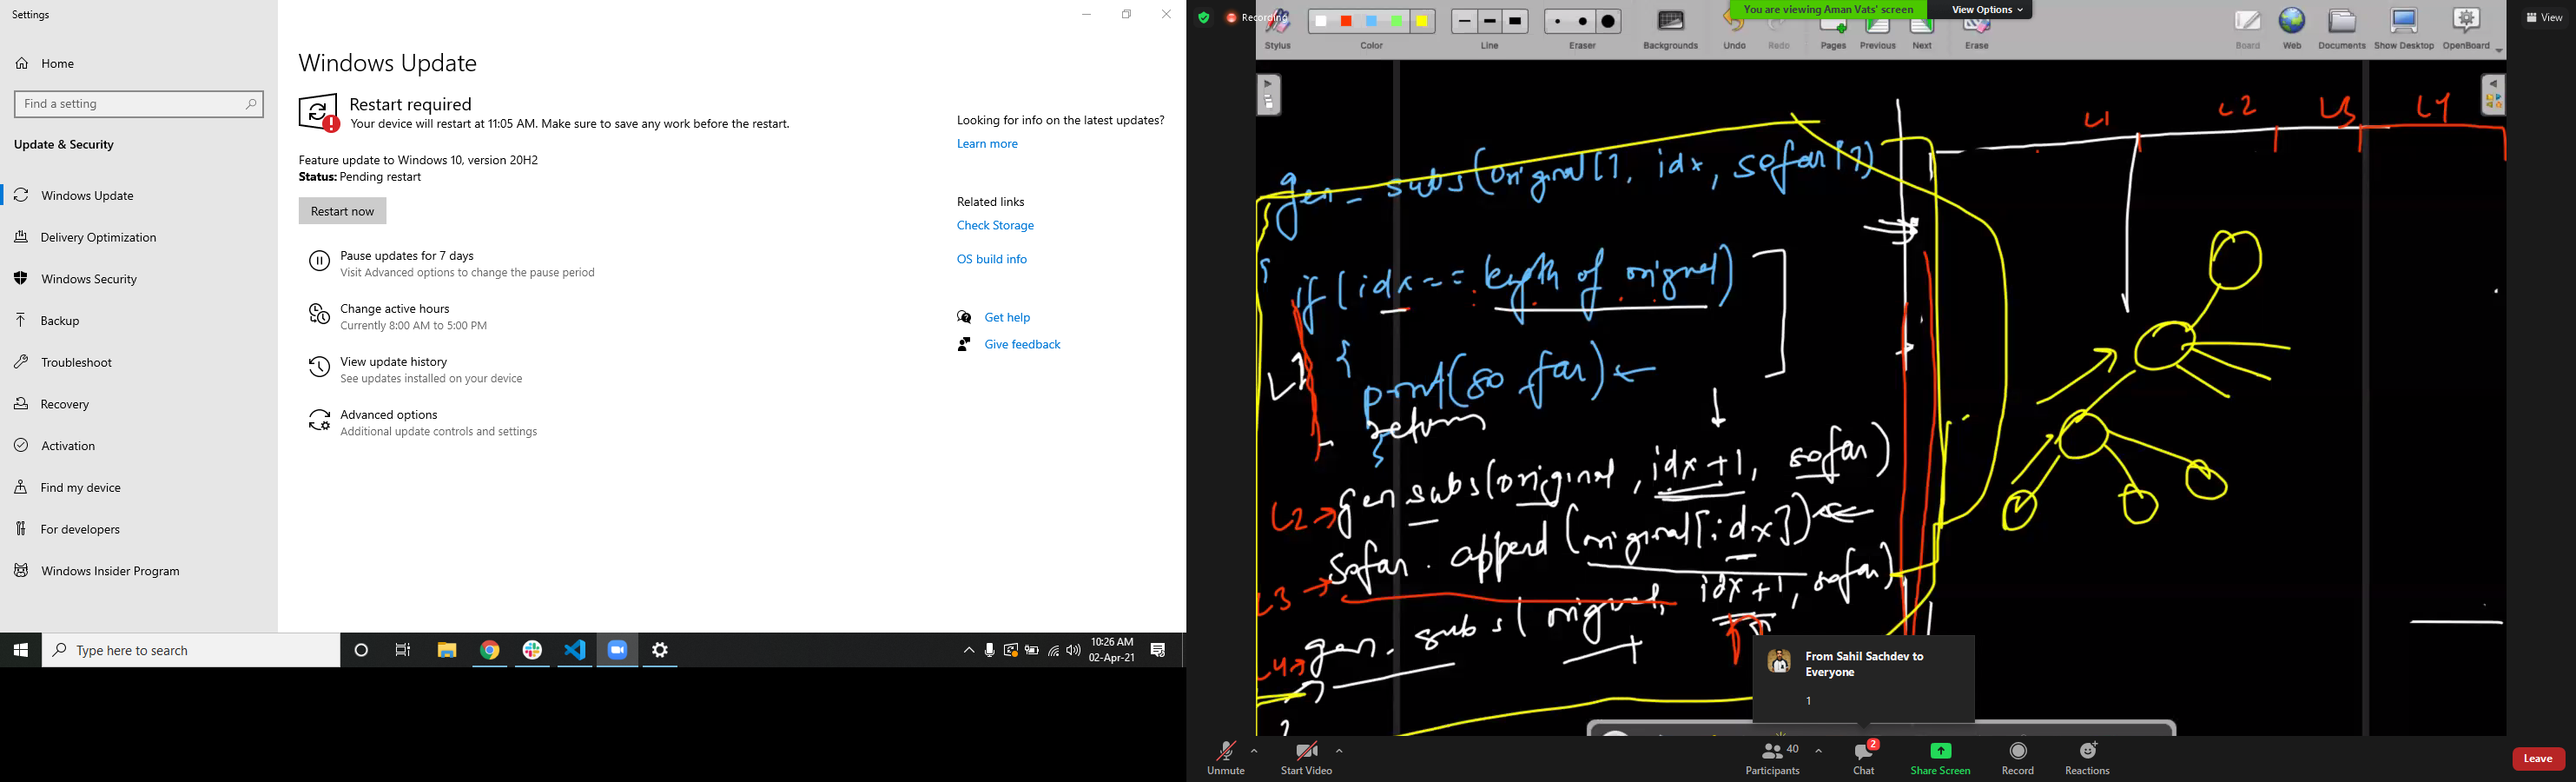 Settings
Home
Find a setting
Update & Security
Windows Update
Delivery Optimization
Windows Security
Backup
Troubleshoot
Recovery
Activation
Find my device
For developers
Windows Insider Program
Windows Update
Restart required
Your device will restart at 11:05 AM. Make sure to save any work before the restart.
Feature update to Windows 10, version 20H2
Status: Pending restart
Restart now
Pause updates for 7 days
Visit Advanced options to change the pause period
Change active hours
Currently 8:00 AM to 5:00 PM
View update history
See updates installed on your device
Advanced options
Additional update controls and settings
Looking for info on the latest updates?
Learn more
Related links
Check Storage
OS build info
Get help
Give feedback
Type here to search
10:26 AM
02-Apr-21
Recording
You are viewing Aman Vats' screen
View Options
View
Stylus
Color
Line
Eraser
Backgrounds
Undo
Redo
Pages
Previous
Next
Erase
Board
Web
Documents
Show Desktop
OpenBoard
L1 L2 L3 L4
gen_subs(original[], idx, sofar[])
{
if (idx == length of original)
L1 {
print(so far) ←
return
}
L2 → gen subs(original, idx+1, sofar)
L3 → sofar.append(original[idx])
L4 → gen_subs(original, idx+1, sofar)
From Sahil Sachdev to
Everyone
1
Unmute
Start Video
Participants
40
Chat
2
Share Screen
Record
Reactions
Leave